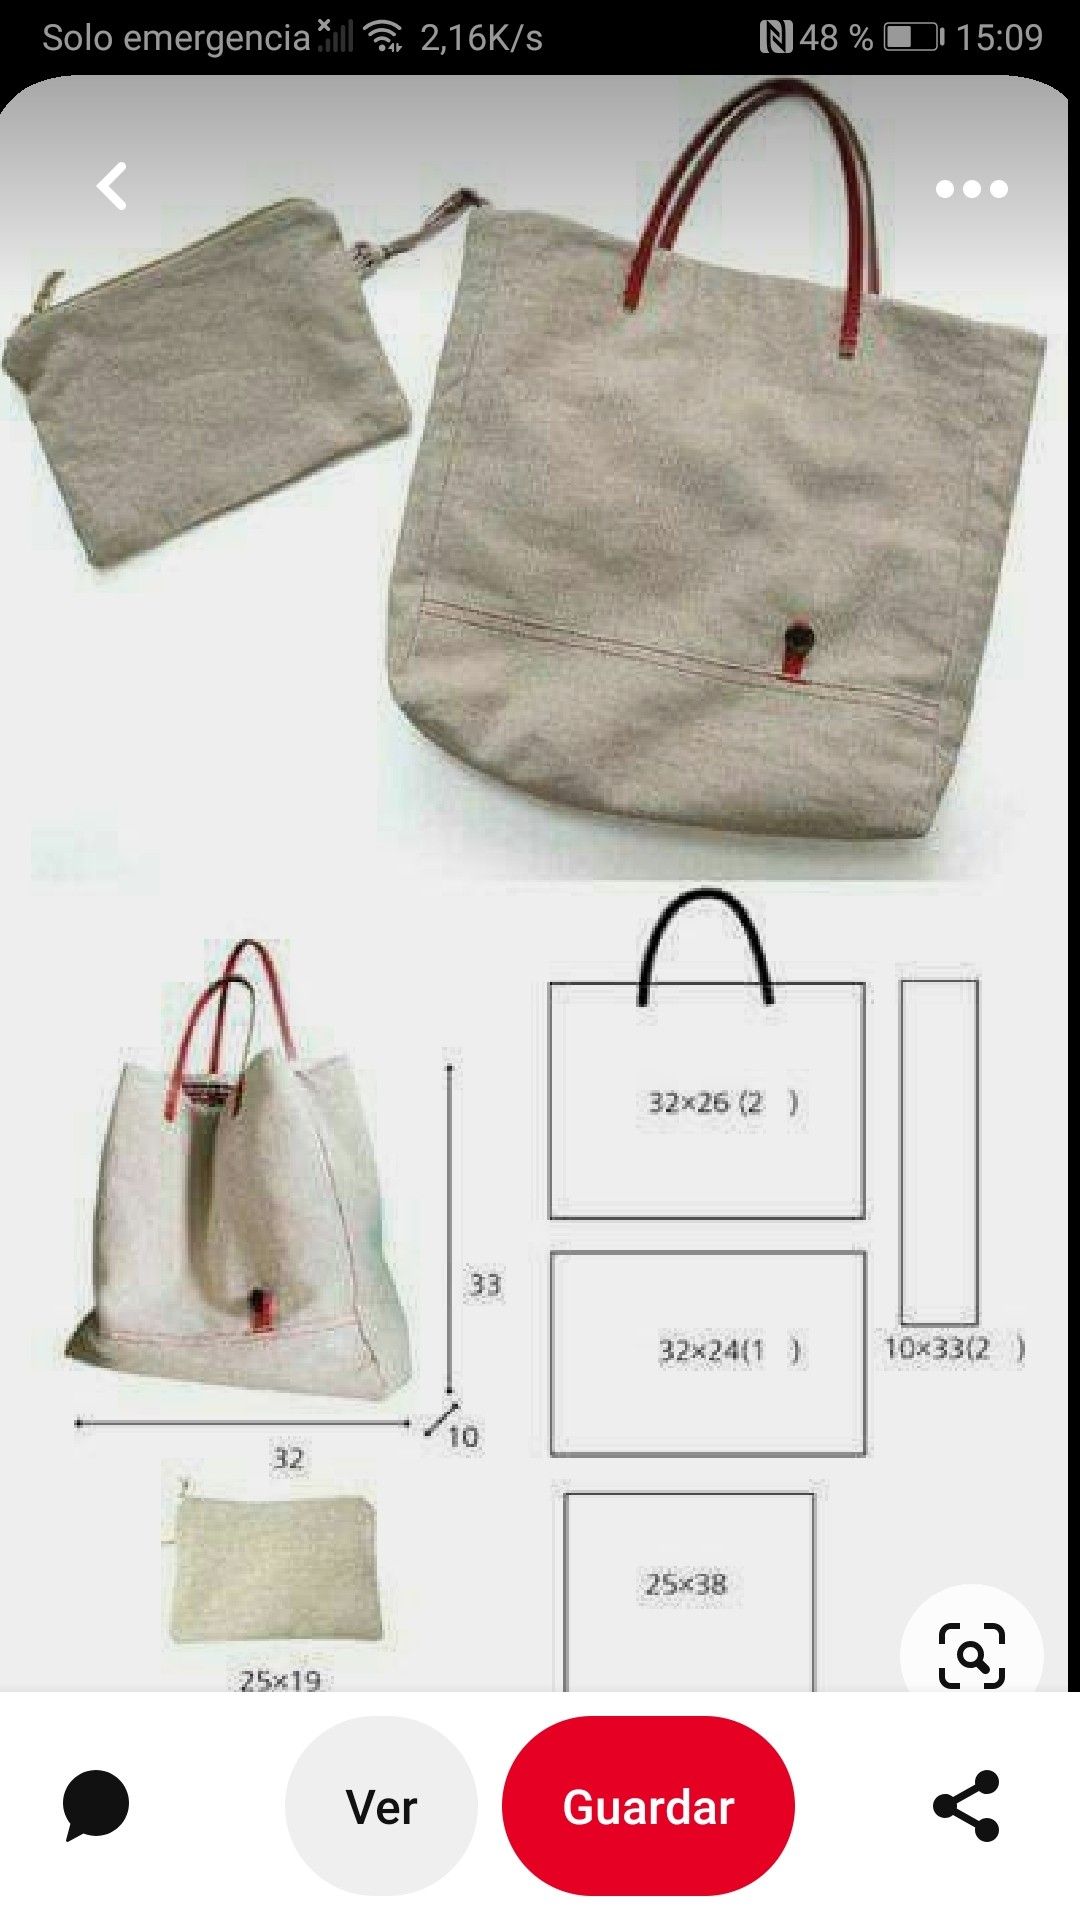 Solo emergencia 2,16K/s 48 % 15:09
32×26 (2 )
33
32×24(1 )
10×33(2 )
10
32
25×38
25×19
Ver
Guardar